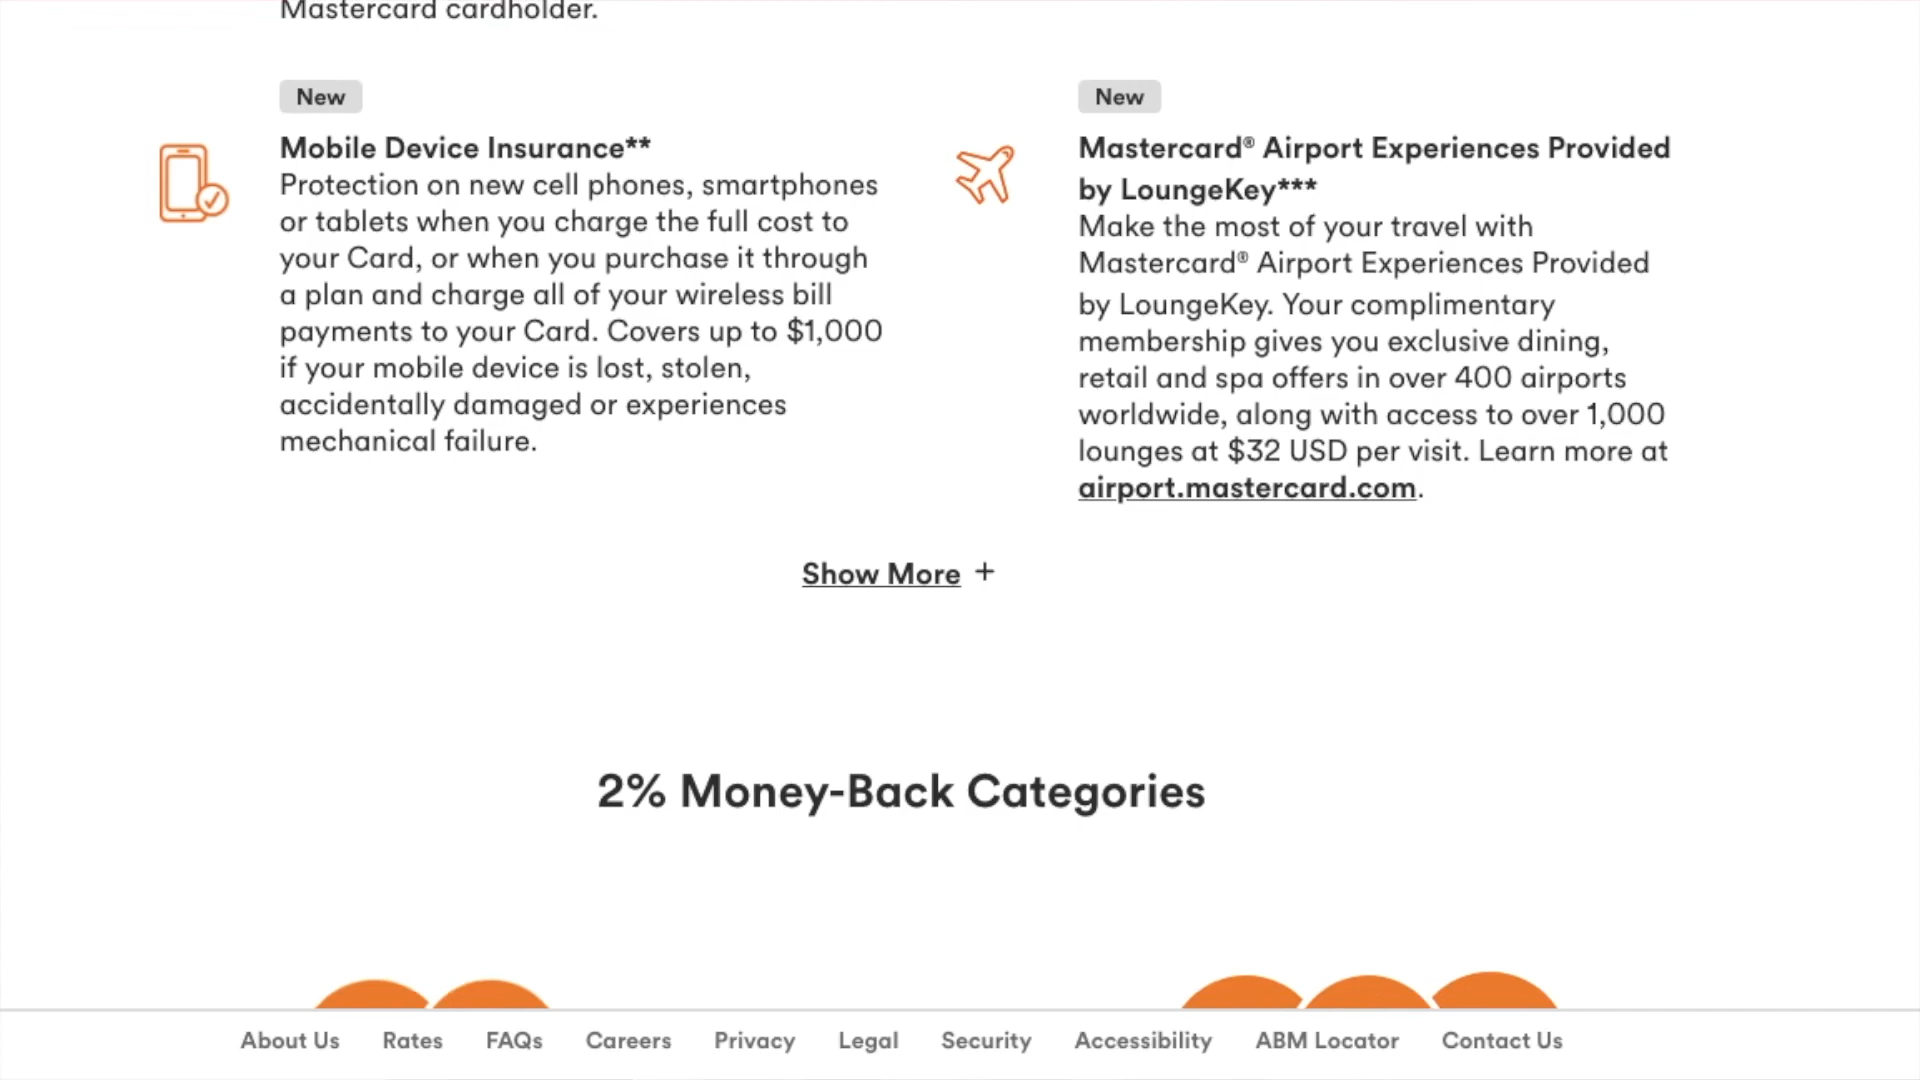 Mastercard cardholder.
New
Mobile Device Insurance**
Protection on new cell phones, smartphones
or tablets when you charge the full cost to
your Card, or when you purchase it through
a plan and charge all of your wireless bill
payments to your Card. Covers up to $1,000
if your mobile device is lost, stolen,
accidentally damaged or experiences
mechanical failure.
New
Mastercard® Airport Experiences Provided
by LoungeKey***
Make the most of your travel with
Mastercard® Airport Experiences Provided
by LoungeKey. Your complimentary
membership gives you exclusive dining,
retail and spa offers in over 400 airports
worldwide, along with access to over 1,000
lounges at $32 USD per visit. Learn more at
airport.mastercard.com.
Show More +
2% Money-Back Categories
About Us Rates FAQs Careers Privacy Legal Security Accessibility ABM Locator Contact Us